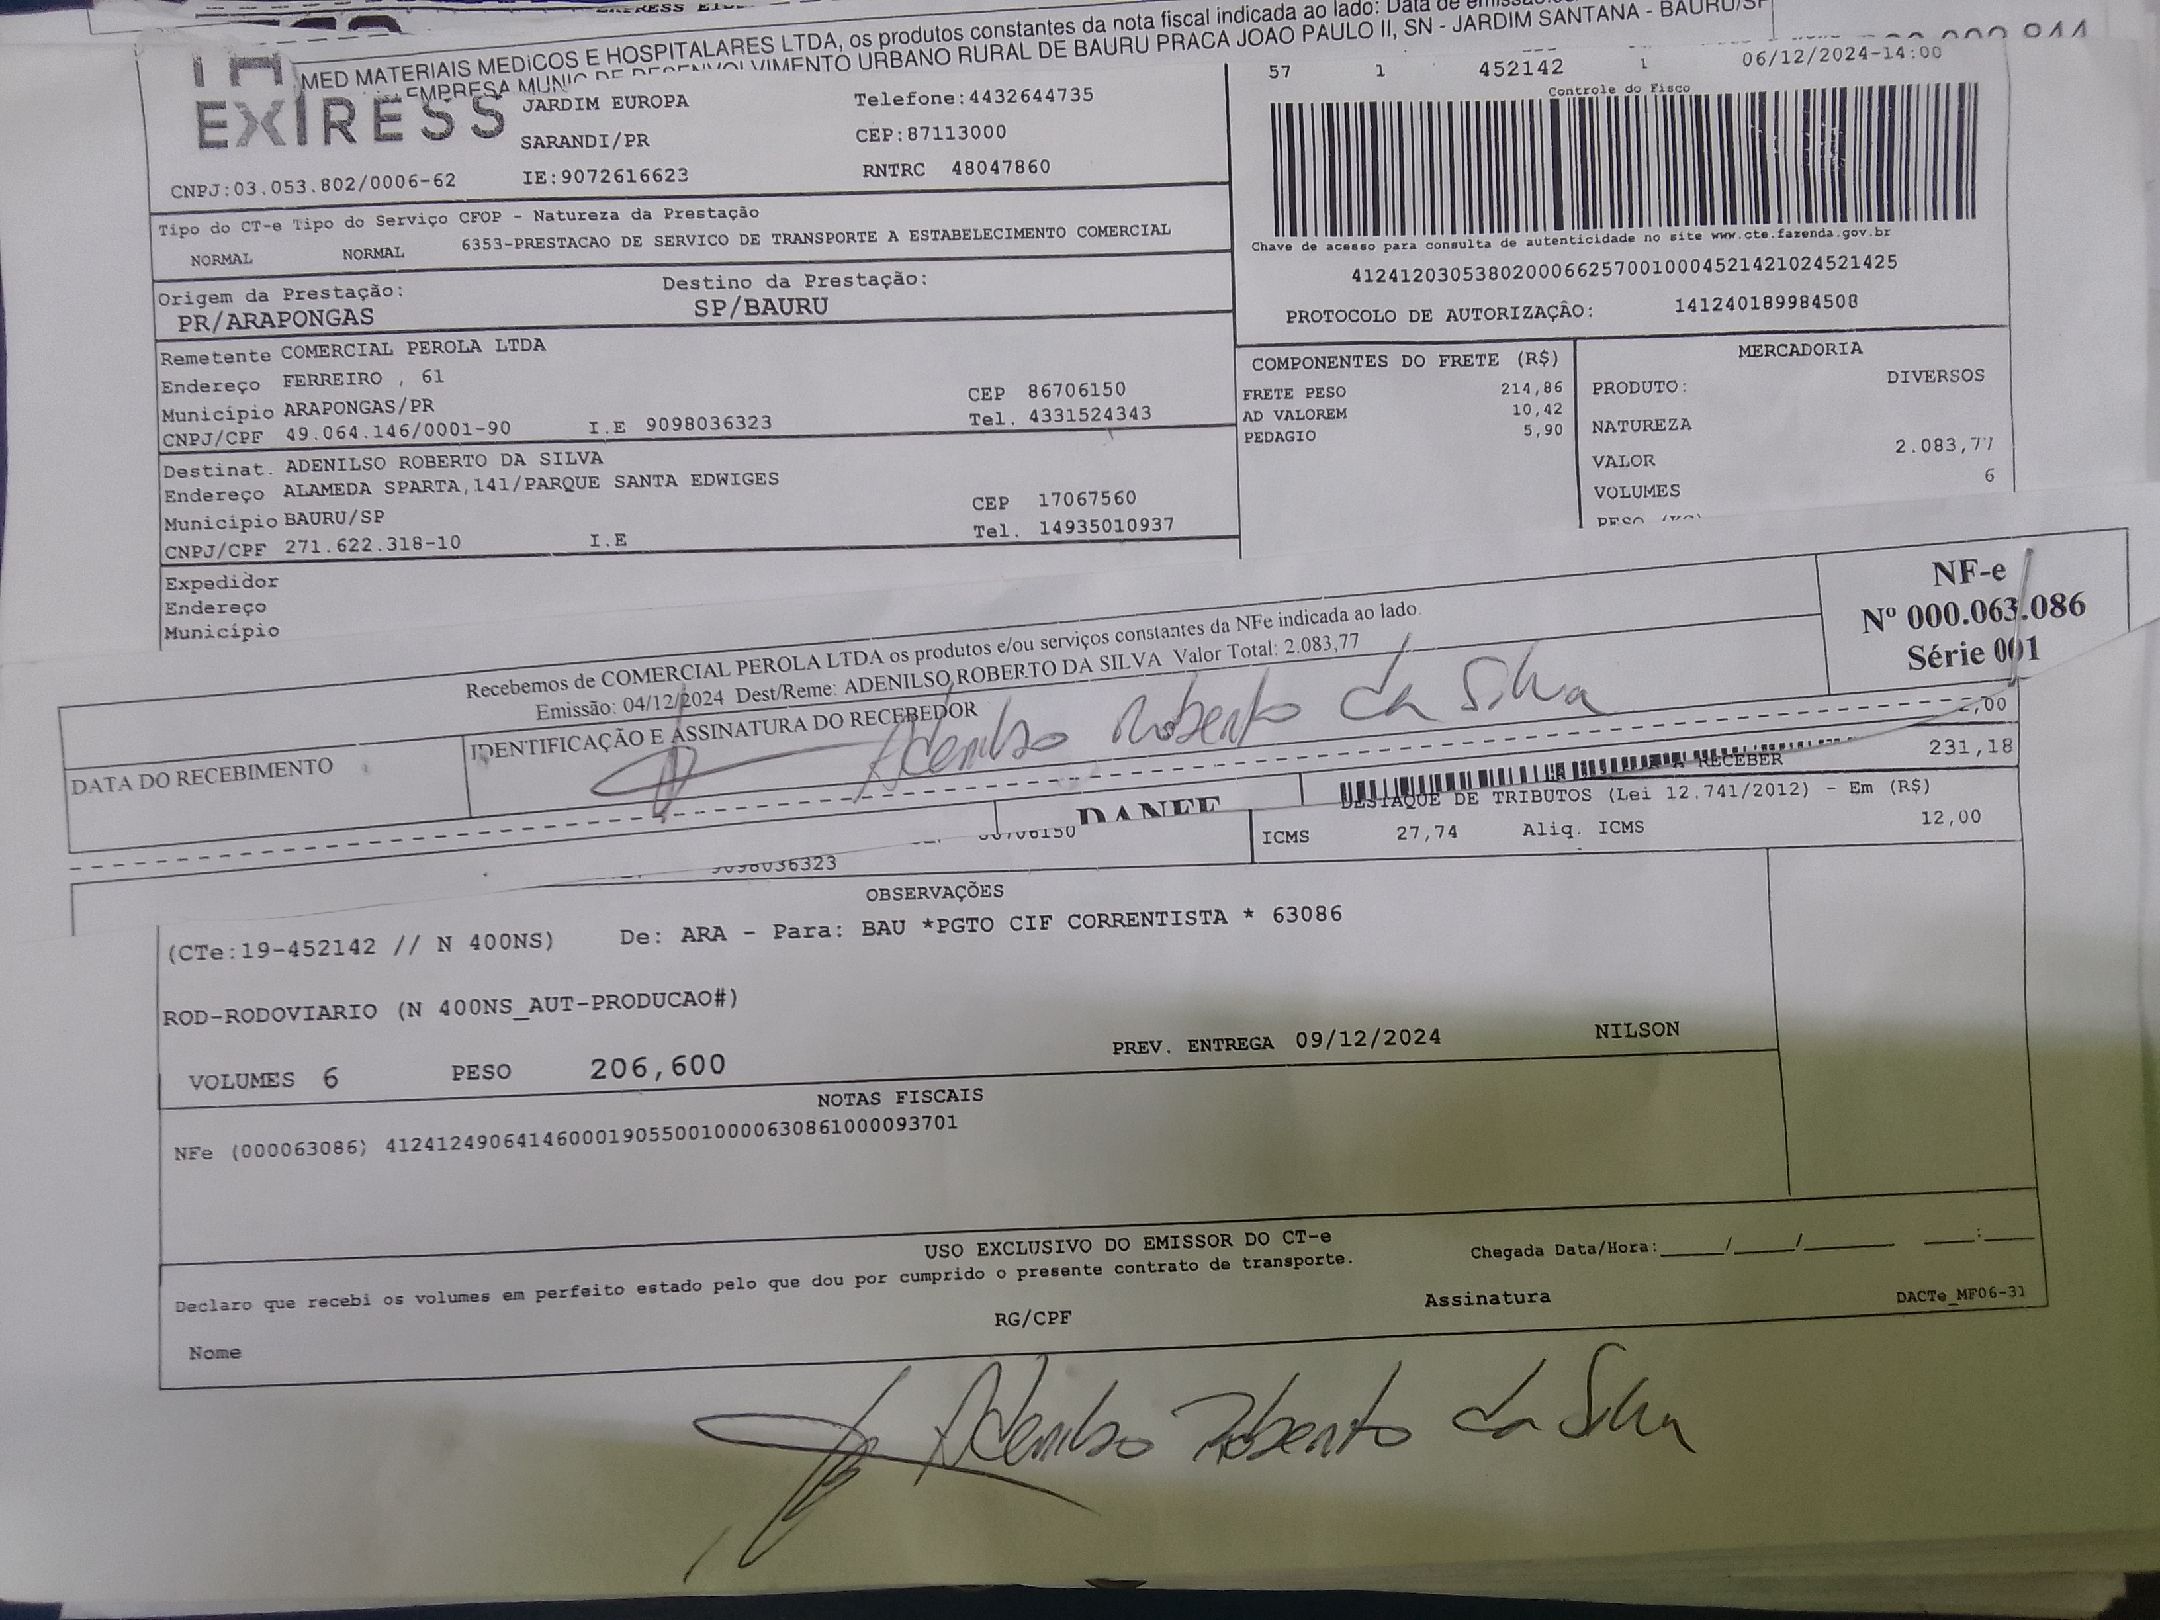 MED MATERIAIS MEDICOS E HOSPITALARES LTDA, os produtos constantes da nota fiscal indicada ao lado: Data de
EMPRESA MUNIC DE DESENVOLVIMENTO URBANO RURAL DE BAURU PRACA JOAO PAULO II, SN - JARDIM SANTANA - BAURU/SP
EXPRESS
JARDIM EUROPA
Telefone:4432644735
SARANDI/PR
CEP:87113000
CNPJ:03.053.802/0006-62
IE:9072616623
RNTRC 48047860
57 1 452142 1 06/12/2024-14:00
Controle do Fisco
Chave de acesso para consulta de autenticidade no site www.cte.fazenda.gov.br
41241203053802000662570010004521421024521425
PROTOCOLO DE AUTORIZAÇÂO: 141240189984508
Tipo do CT-e Tipo do Serviço CFOP - Natureza da Prestação
NORMAL NORMAL 6353-PRESTACAO DE SERVICO DE TRANSPORTE A ESTABELECIMENTO COMERCIAL
Origem da Prestação: Destino da Prestação:
PR/ARAPONGAS SP/BAURU
Remetente COMERCIAL PEROLA LTDA
Endereço FERREIRO , 61 CEP 86706150
Município ARAPONGAS/PR Tel. 4331524343
CNPJ/CPF 49.064.146/0001-90 I.E 9098036323
Destinat. ADENILSO ROBERTO DA SILVA
Endereço ALAMEDA SPARTA,141/PARQUE SANTA EDWIGES CEP 17067560
Município BAURU/SP Tel. 14935010937
CNPJ/CPF 271.622.318-10 I.E
Expedidor
Endereço
Município
COMPONENTES DO FRETE (R$)
FRETE PESO 214,86
AD VALOREM 10,42
PEDAGIO 5,90
MERCADORIA
PRODUTO: DIVERSOS
NATUREZA
VALOR 2.083,77
VOLUMES 6
Recebemos de COMERCIAL PEROLA LTDA os produtos e/ou serviços constantes da NFe indicada ao lado.
Emissão: 04/12/2024 Dest/Reme: ADENILSO ROBERTO DA SILVA Valor Total: 2.083,77
NF-e
Nº 000.063.086
Série 001
DATA DO RECEBIMENTO
IDENTIFICAÇÃO E ASSINATURA DO RECEBEDOR
Adenilso Roberto da Silva
DANFE
A RECEBER 231,18
DESTAQUE DE TRIBUTOS (Lei 12.741/2012) - Em (R$)
ICMS 27,74 Aliq. ICMS 12,00
9098036323
OBSERVAÇÕES
(CTe:19-452142 // N 400NS) De: ARA - Para: BAU *PGTO CIF CORRENTISTA * 63086
ROD-RODOVIARIO (N 400NS_AUT-PRODUCAO#)
VOLUMES 6 PESO 206,600 PREV. ENTREGA 09/12/2024 NILSON
NOTAS FISCAIS
NFe (000063086) 41241249064146000190550010000630861000093701
USO EXCLUSIVO DO EMISSOR DO CT-e
Declaro que recebi os volumes em perfeito estado pelo que dou por cumprido o presente contrato de transporte.
Chegada Data/Hora:_____/_____/_______ ____:____
Nome RG/CPF Assinatura DACTe_MF06-31
Adenilso Roberto da Silva